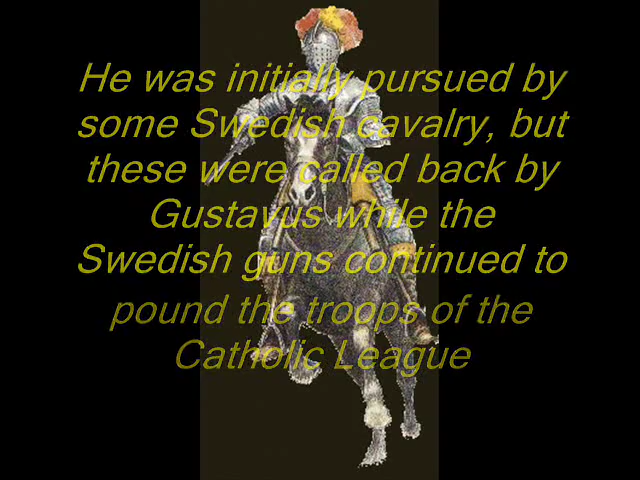 He was initially pursued by
some Swedish cavalry, but
these were called back by
Gustavus while the
Swedish guns continued to
pound the troops of the
Catholic League